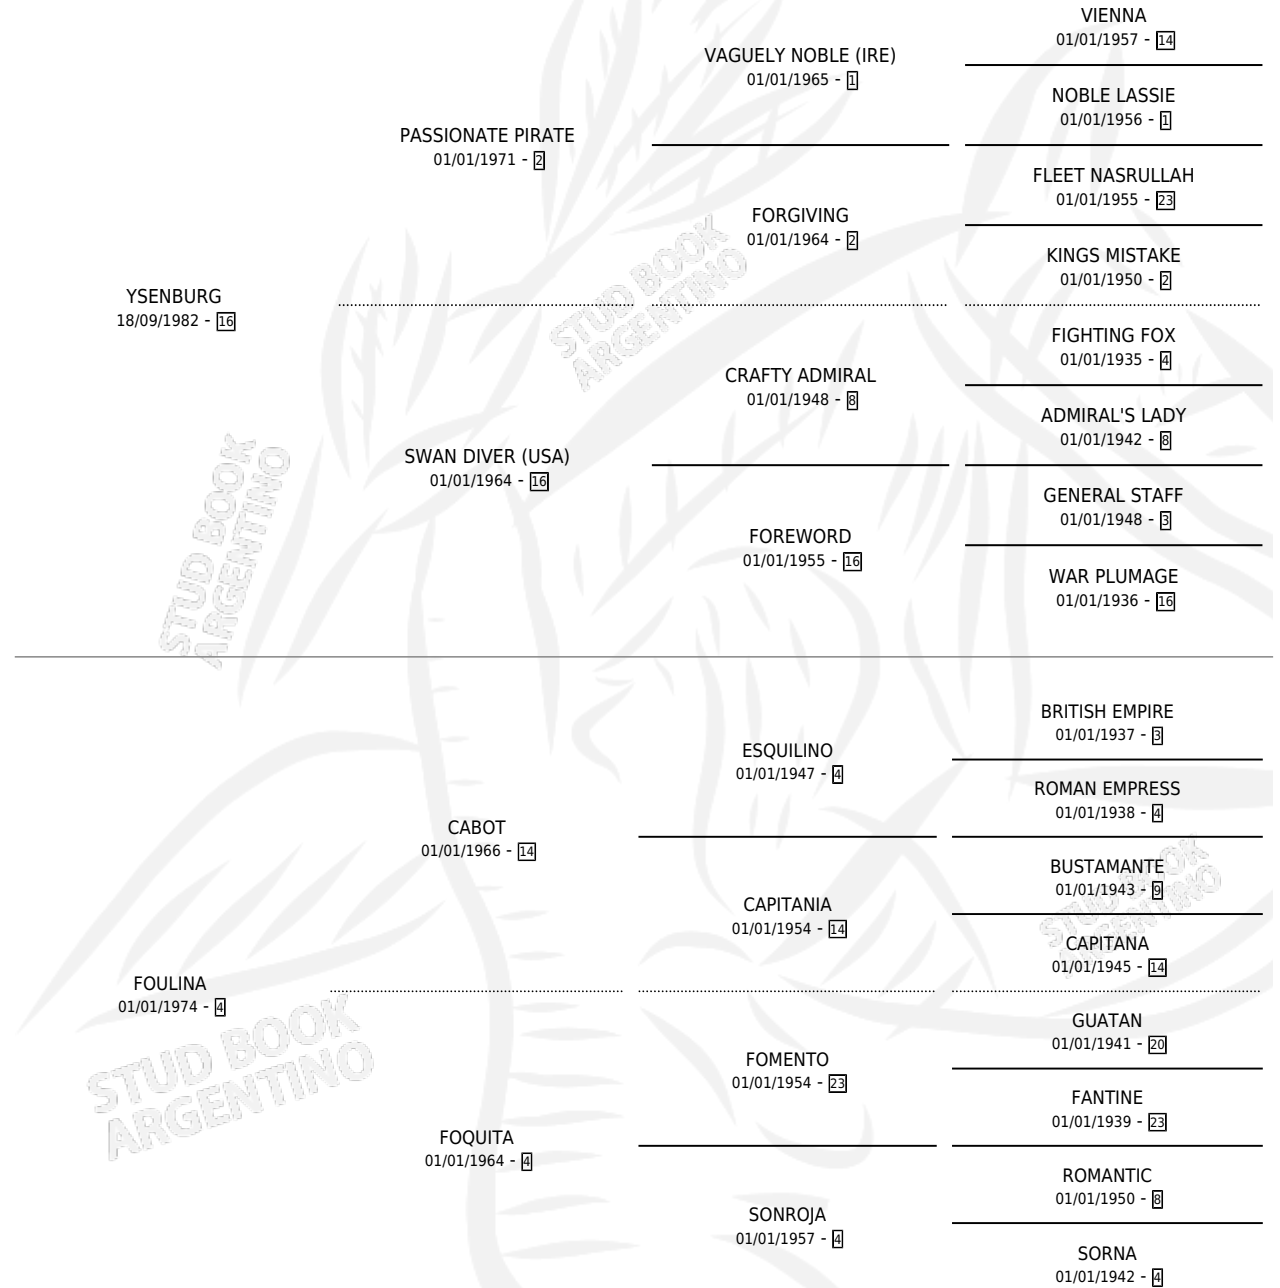 VIENNA
01/01/1957 - 14
VAGUELY NOBLE (IRE)
01/01/1965 - 1
NOBLE LASSIE
01/01/1956 - 1
PASSIONATE PIRATE
01/01/1971 - 2
FLEET NASRULLAH
01/01/1955 - 23
FORGIVING
01/01/1964 - 2
KINGS MISTAKE
01/01/1950 - 2
YSENBURG
18/09/1982 - 16
FIGHTING FOX
01/01/1935 - 4
CRAFTY ADMIRAL
01/01/1948 - 8
ADMIRAL'S LADY
01/01/1942 - 8
SWAN DIVER (USA)
01/01/1964 - 16
GENERAL STAFF
01/01/1948 - 3
FOREWORD
01/01/1955 - 16
WAR PLUMAGE
01/01/1936 - 16
BRITISH EMPIRE
01/01/1937 - 3
ESQUILINO
01/01/1947 - 4
ROMAN EMPRESS
01/01/1938 - 4
CABOT
01/01/1966 - 14
BUSTAMANTE
01/01/1943 - 9
CAPITANIA
01/01/1954 - 14
CAPITANA
01/01/1945 - 14
FOULINA
01/01/1974 - 4
GUATAN
01/01/1941 - 20
FOMENTO
01/01/1954 - 23
FANTINE
01/01/1939 - 23
FOQUITA
01/01/1964 - 4
ROMANTIC
01/01/1950 - 8
SONROJA
01/01/1957 - 4
SORNA
01/01/1942 - 4
STUD BOOK
ARGENTINO
STUD BOOK
ARGENTINO
STUD BOOK
ARGENTINO
STUD BOOK
ARGENTINO